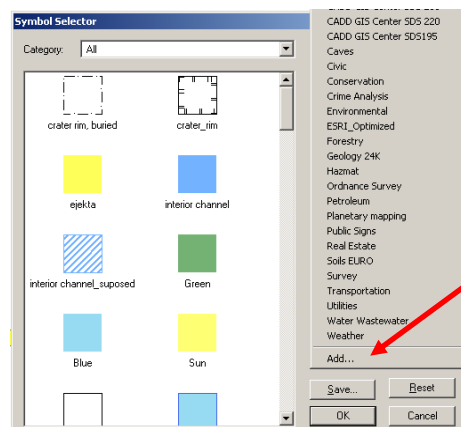 Symbol Selector
Category: All
crater rim, buried
crater_rim
ejekta
interior channel
interior channel_suposed
Green
Blue
Sun
CADD GIS Center SDS 220
CADD GIS Center SDS195
Caves
Civic
Conservation
Crime Analysis
Environmental
ESRI_Optimized
Forestry
Geology 24K
Hazmat
Ordnance Survey
Petroleum
Planetary mapping
Public Signs
Real Estate
Soils EURO
Survey
Transportation
Utilities
Water Wastewater
Weather
Add...
Save...
Reset
OK
Cancel